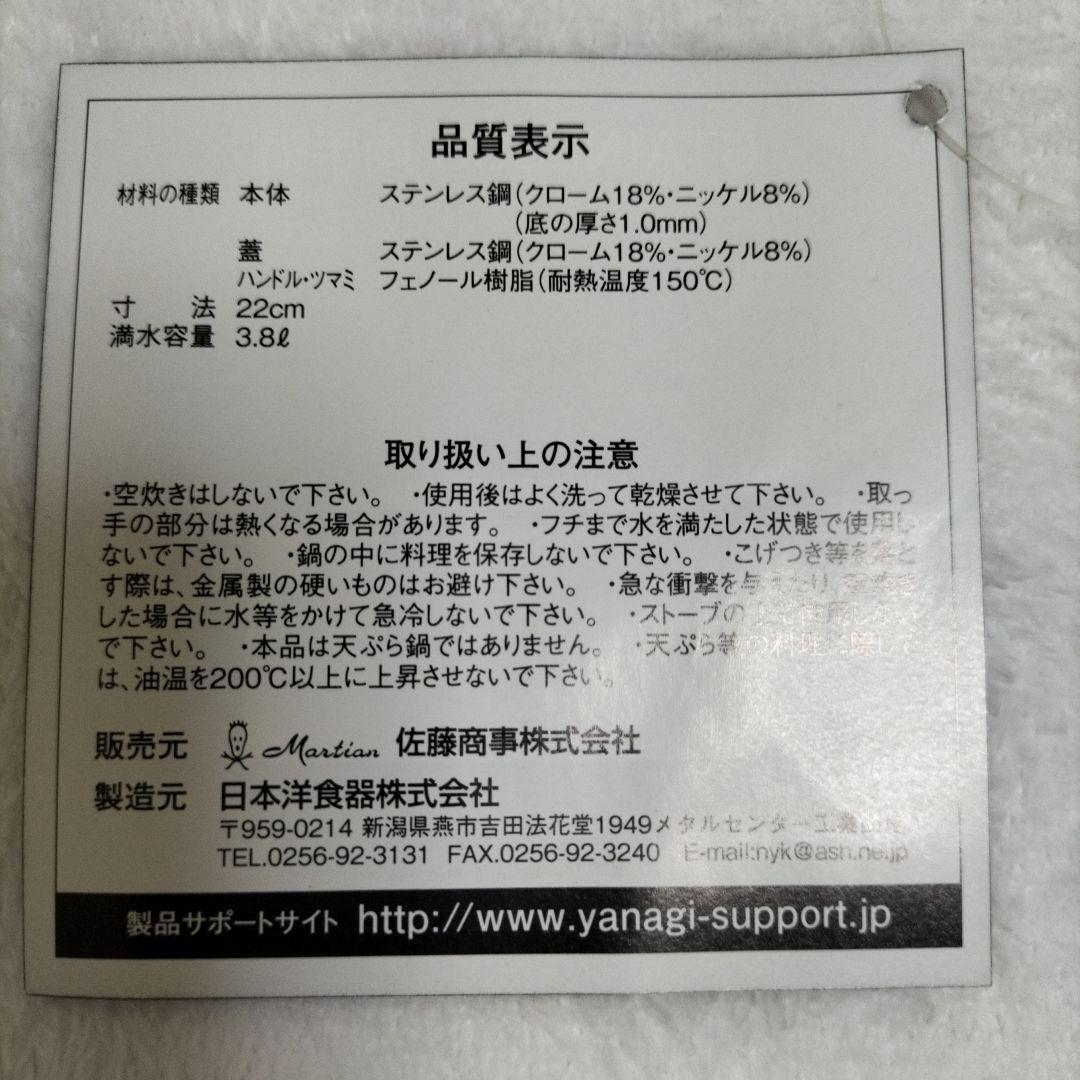 品質表示
材料の種類 本体 ステンレス鋼(クローム18%・ニッケル8%)
(底の厚さ1.0mm)
蓋 ステンレス鋼(クローム18%・ニッケル8%)
ハンドル・ツマミ フェノール樹脂(耐熱温度150℃)
寸法 22cm
満水容量 3.8ℓ
取り扱い上の注意
・空炊きはしないで下さい。 ・使用後はよく洗って乾燥させて下さい。 ・取っ
手の部分は熱くなる場合があります。 ・フチまで水を満たした状態で使用し
ないで下さい。 ・鍋の中に料理を保存しないで下さい。 ・こげつき等を落と
す際は、金属製の硬いものはお避け下さい。 ・急な衝撃を与えたり、空炊き
した場合に水等をかけて急冷しないで下さい。 ・ストーブの上で使用
で下さい。 ・本品は天ぷら鍋ではありません。 ・天ぷら等の料理に際し
は、油温を200℃以上に上昇させないで下さい。
販売元 Martian 佐藤商事株式会社
製造元 日本洋食器株式会社
〒959-0214 新潟県燕市吉田法花堂1949メタルセンター工業団地
TEL.0256-92-3131 FAX.0256-92-3240 E-mail:nyk@ash.ne.jp
製品サポートサイト http://www.yanagi-support.jp